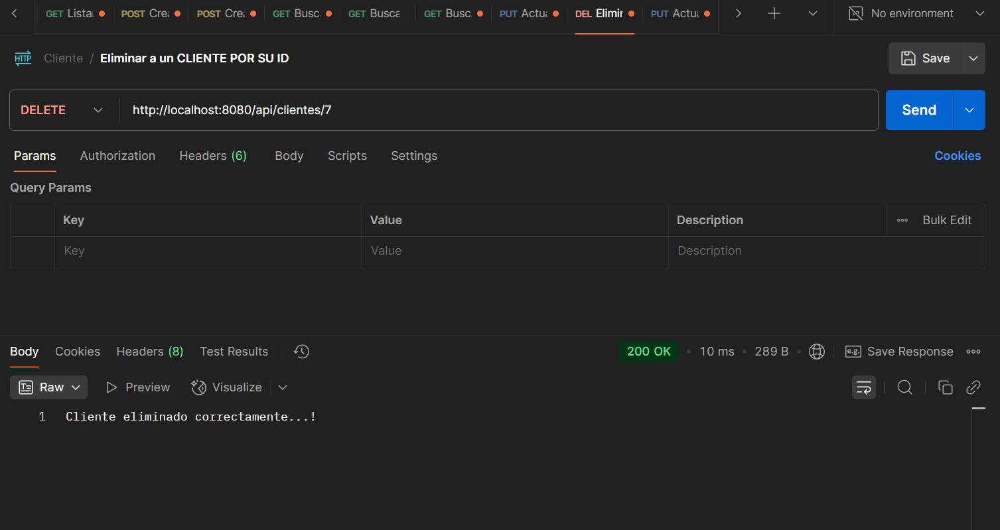 GET Lista POST Cre POST Cre GET Busc GET Busca GET Busc PUT Actu DEL Elimir PUT Actu No environment
HTTP Cliente / Eliminar a un CLIENTE POR SU ID Save
DELETE http://localhost:8080/api/clientes/7 Send
Params Authorization Headers (6) Body Scripts Settings Cookies
Query Params
Key Value Description Bulk Edit
Key Value Description
Body Cookies Headers (8) Test Results 200 OK • 10 ms • 289 B • e.g. Save Response
Raw Preview Visualize
1 Cliente eliminado correctamente...!